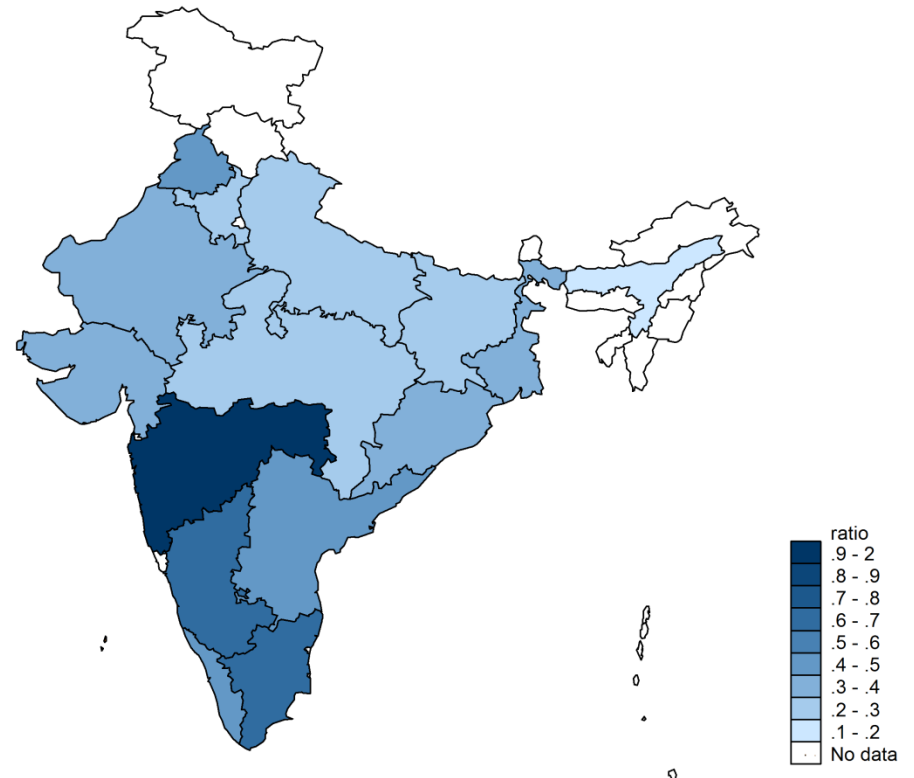 ratio
.9 - 2
.8 - .9
.7 - .8
.6 - .7
.5 - .6
.4 - .5
.3 - .4
.2 - .3
.1 - .2
No data